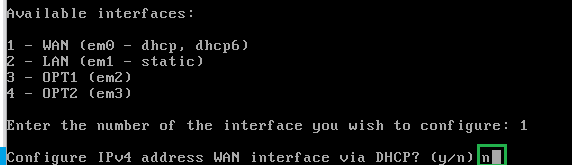 Available interfaces:
1 - WAN (em0 - dhcp, dhcp6)
2 - LAN (em1 - static)
3 - OPT1 (em2)
4 - OPT2 (em3)
Enter the number of the interface you wish to configure: 1
Configure IPv4 address WAN interface via DHCP? (y/n) n